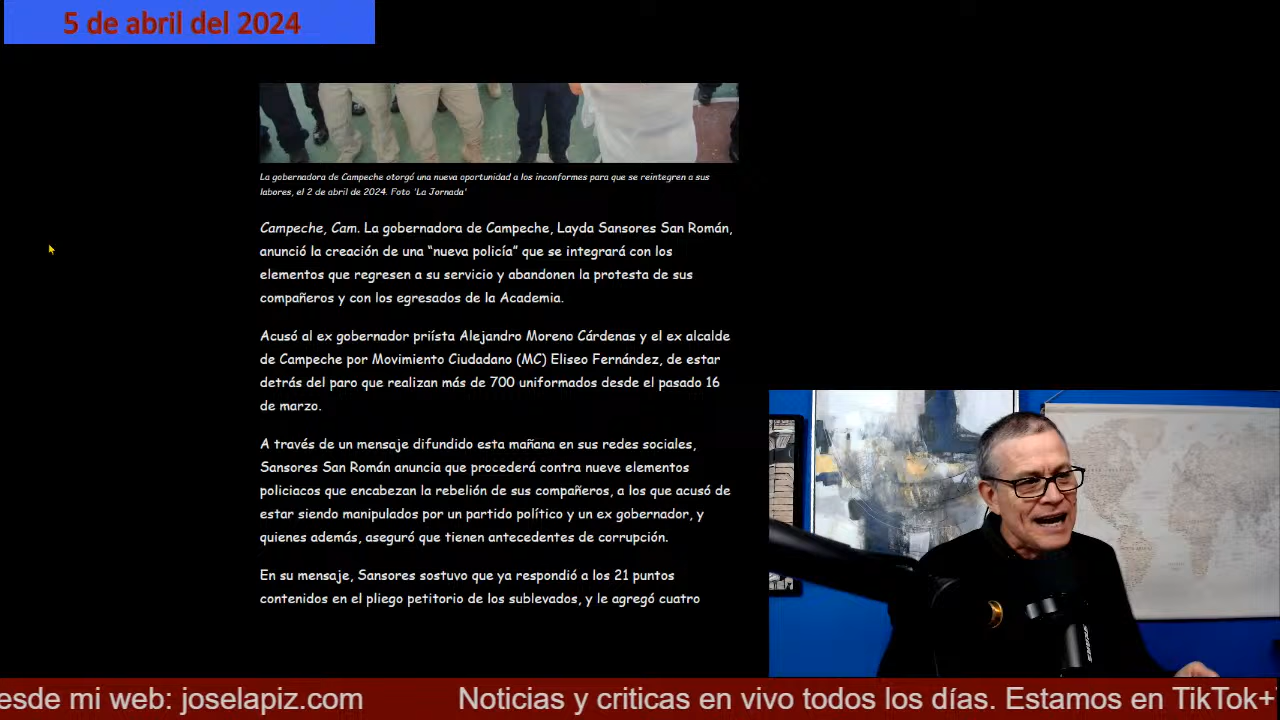 5 de abril del 2024
La gobernadora de Campeche otorgó una nueva oportunidad a los inconformes para que se reintegren a sus
labores, el 2 de abril de 2024. Foto 'La Jornada'
Campeche, Cam. La gobernadora de Campeche, Layda Sansores San Román,
anunció la creación de una “nueva policía” que se integrará con los
elementos que regresen a su servicio y abandonen la protesta de sus
compañeros y con los egresados de la Academia.
Acusó al ex gobernador priísta Alejandro Moreno Cárdenas y el ex alcalde
de Campeche por Movimiento Ciudadano (MC) Eliseo Fernández, de estar
detrás del paro que realizan más de 700 uniformados desde el pasado 16
de marzo.
A través de un mensaje difundido esta mañana en sus redes sociales,
Sansores San Román anuncia que procederá contra nueve elementos
policiacos que encabezan la rebelión de sus compañeros, a los que acusó de
estar siendo manipulados por un partido político y un ex gobernador, y
quienes además, aseguró que tienen antecedentes de corrupción.
En su mensaje, Sansores sostuvo que ya respondió a los 21 puntos
contenidos en el pliego petitorio de los sublevados, y le agregó cuatro
esde mi web: joselapiz.com Noticias y criticas en vivo todos los días. Estamos en TikTok+